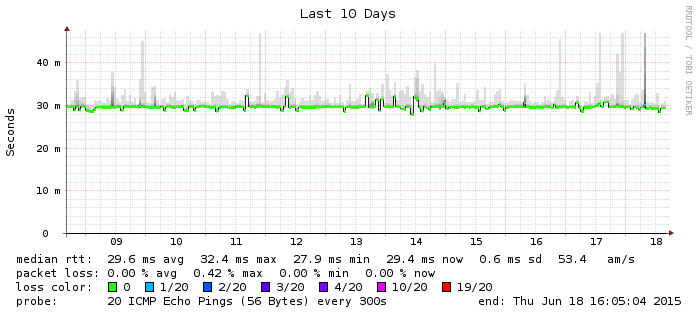 Last 10 Days
RRDTOOL / TOBI OETIKER
Seconds
40 m
30 m
20 m
10 m
0
09 10 11 12 13 14 15 16 17 18
median rtt: 29.6 ms avg 32.4 ms max 27.9 ms min 29.4 ms now 0.6 ms sd 53.4 am/s
packet loss: 0.00 % avg 0.42 % max 0.00 % min 0.00 % now
loss color: 0 1/20 2/20 3/20 4/20 10/20 19/20
probe: 20 ICMP Echo Pings (56 Bytes) every 300s end: Thu Jun 18 16:05:04 2015